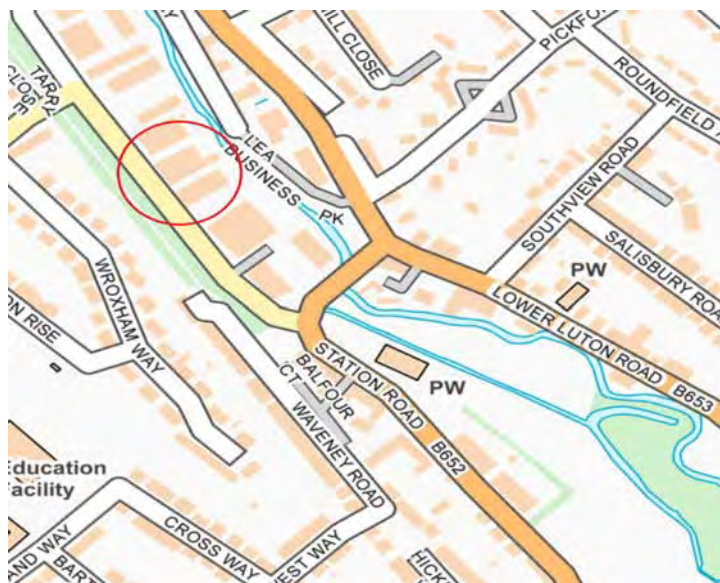 TARRY
CLOSE
ILL CLOSE
PICKFO
ROUNDFIELD
LEA
BUSINESS
PK
SOUTHVIEW ROAD
SALISBURY ROA
WROXHAM WAY
PW
ON RISE
LOWER LUTON ROAD
B653
BALFOUR
CT
STATION ROAD
PW
B652
WAVENEY ROAD
Education
Facility
CROSS WAY
EST WAY
AND WAY
BART
HICK